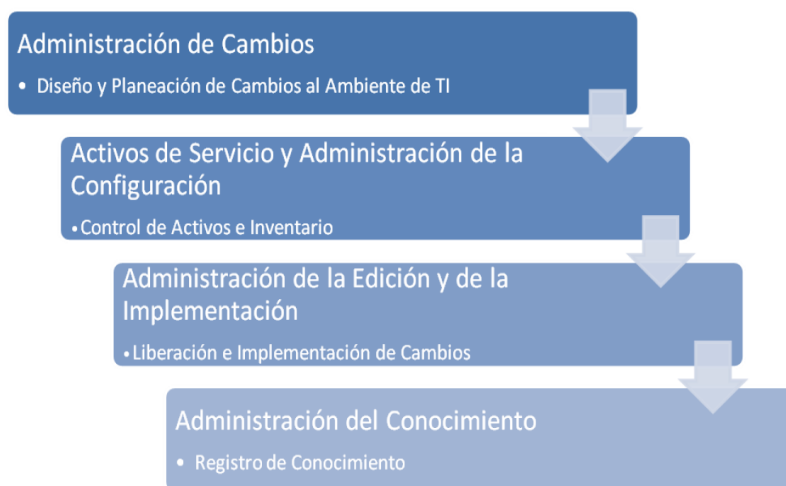 Administración de Cambios
• Diseño y Planeación de Cambios al Ambiente de TI
Activos de Servicio y Administración de la
Configuración
• Control de Activos e Inventario
Administración de la Edición y de la
Implementación
• Liberación e Implementación de Cambios
Administración del Conocimiento
• Registro de Conocimiento